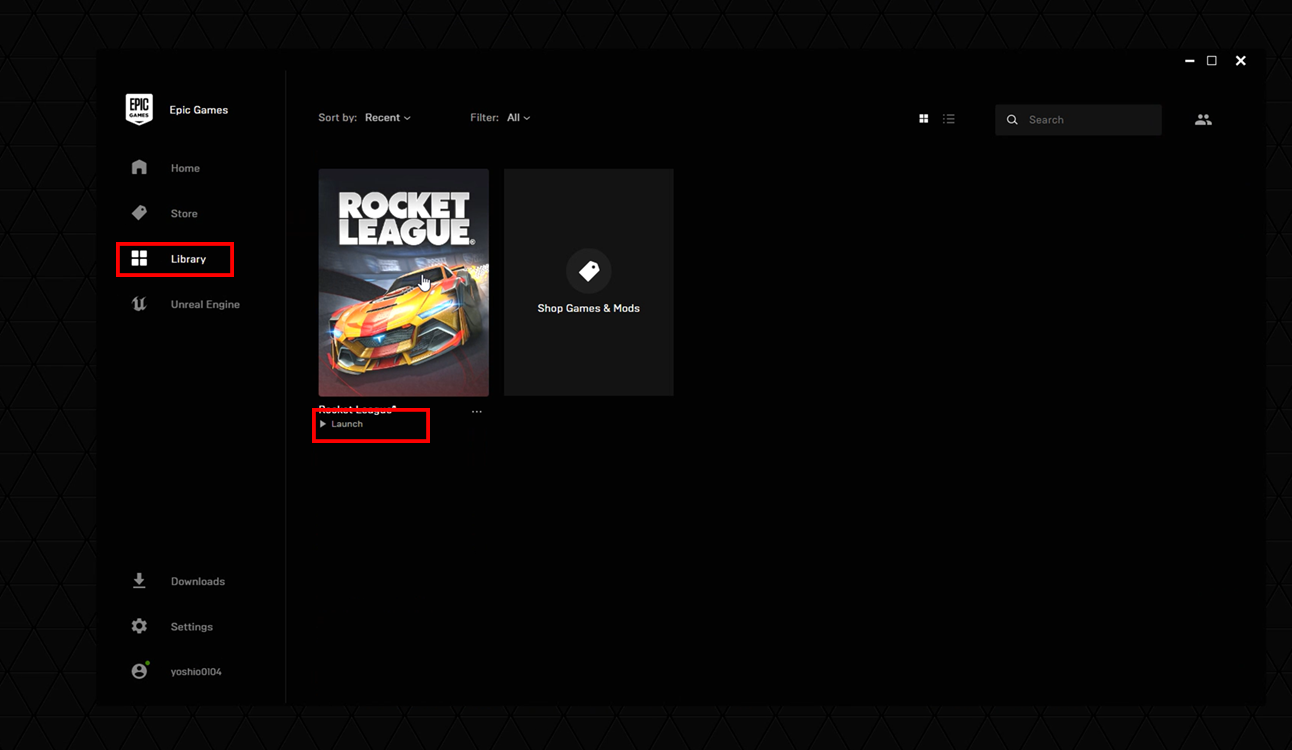 EPIC
GAMES
Epic Games
Home
Store
Library
Unreal Engine
Downloads
Settings
yoshio0104
Sort by: Recent
Filter: All
Search
ROCKET
LEAGUE®
Shop Games & Mods
Rocket League®
Launch